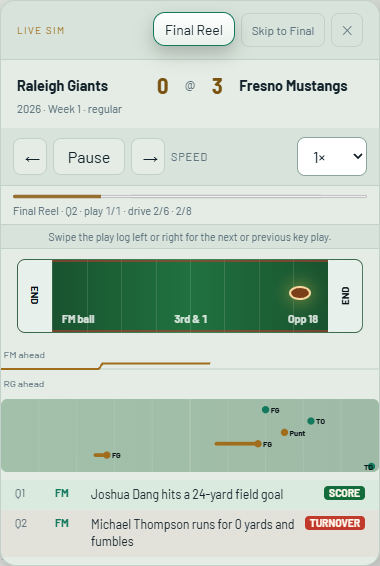 LIVE SIM
Final Reel
Skip to Final
×
Raleigh Giants 0 @ 3 Fresno Mustangs
2026 · Week 1 · regular
← Pause → SPEED 1×
Final Reel · Q2 · play 1/1 · drive 2/6 · 2/8
Swipe the play log left or right for the next or previous key play.
END
FM ball 3rd & 1 Opp 18
END
FM ahead
RG ahead
FG
TO
Punt
FG
FG
TD
Q1 FM Joshua Dang hits a 24-yard field goal SCORE
Q2 FM Michael Thompson runs for 0 yards and TURNOVER
fumbles